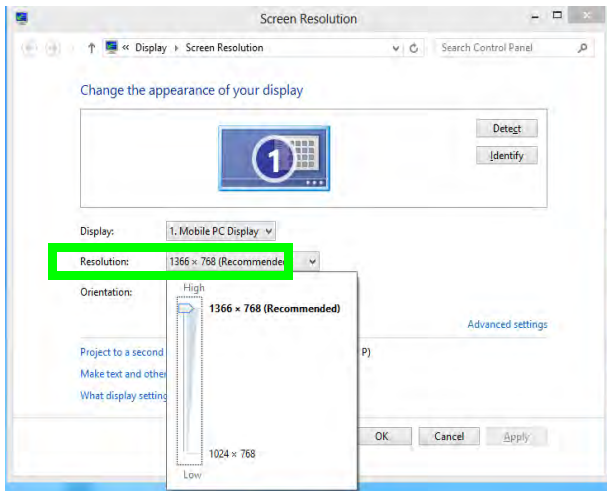 Screen Resolution
« Display Screen Resolution
Search Control Panel
Change the appearance of your display
1
Detect
Identify
Display: 1. Mobile PC Display
Resolution: 1366 × 768 (Recommended
Orientation:
High
1366 × 768 (Recommended)
Advanced settings
Project to a second P)
Make text and other
What display setting
OK Cancel Apply
1024 × 768
Low